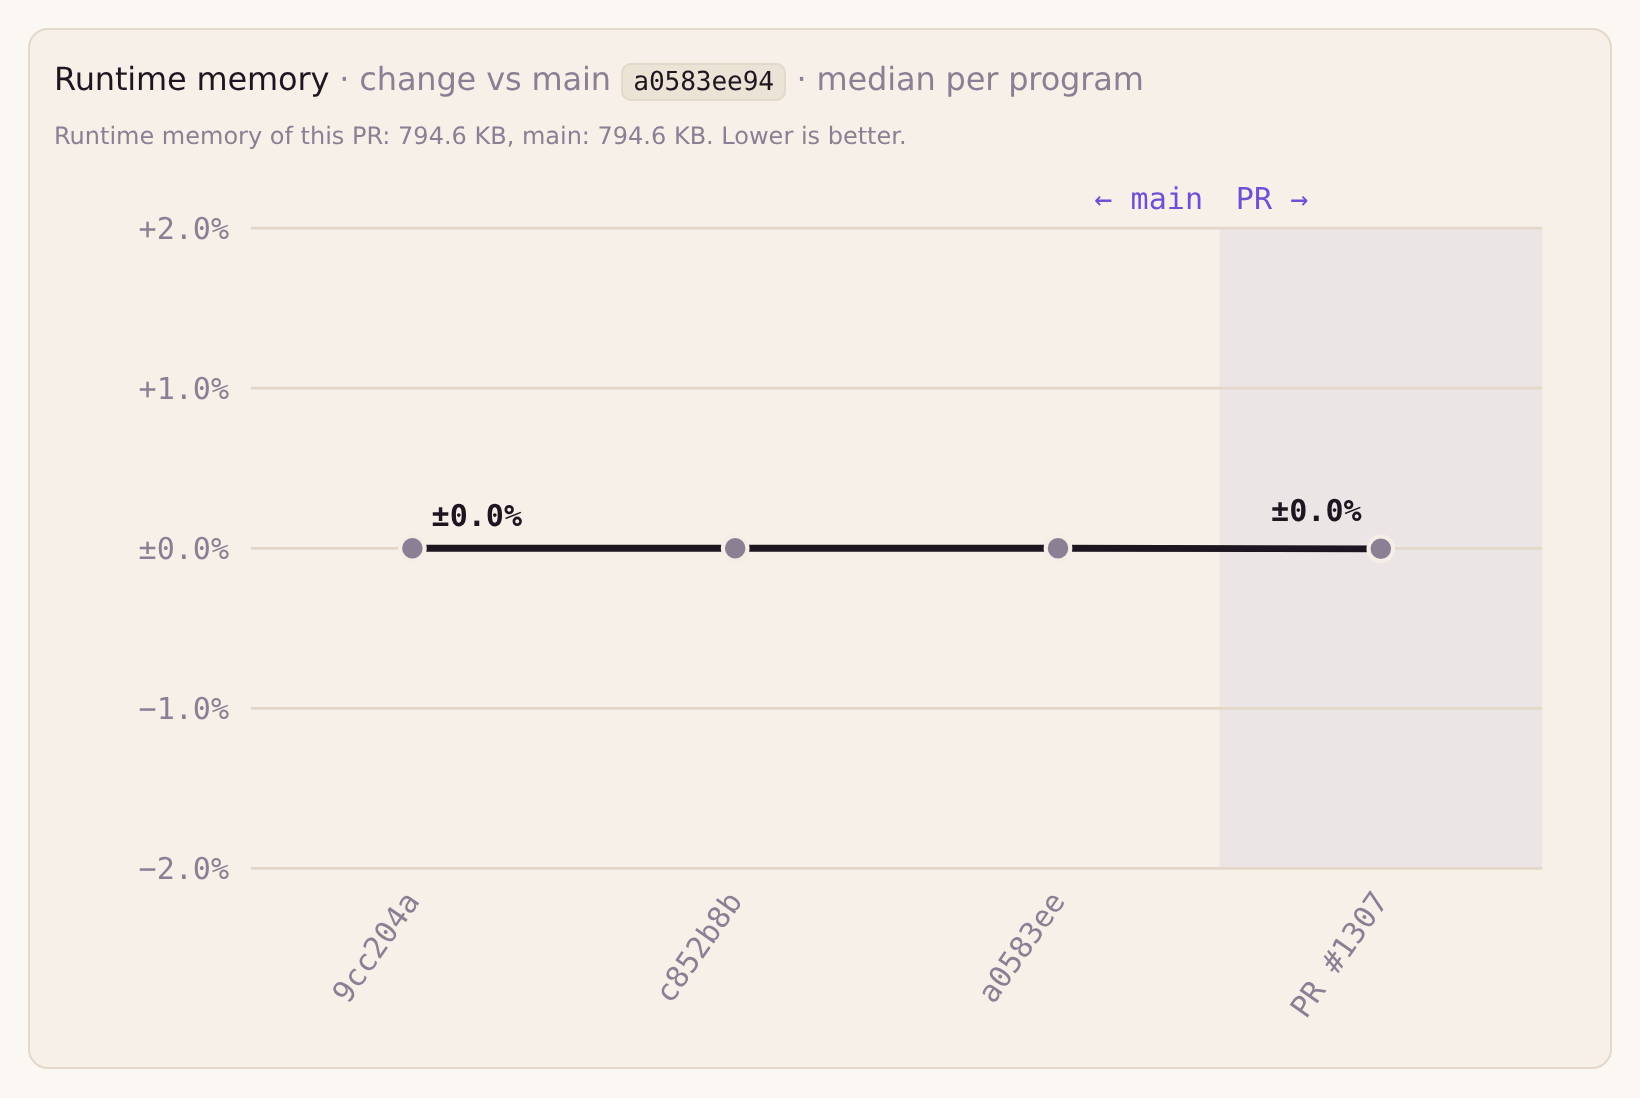 Runtime memory · change vs main a0583ee94 · median per program
Runtime memory of this PR: 794.6 KB, main: 794.6 KB. Lower is better.
← main PR →
+2.0%
+1.0%
±0.0%
−1.0%
−2.0%
±0.0%
±0.0%
9cc204a
c852b8b
a0583ee
PR #1307